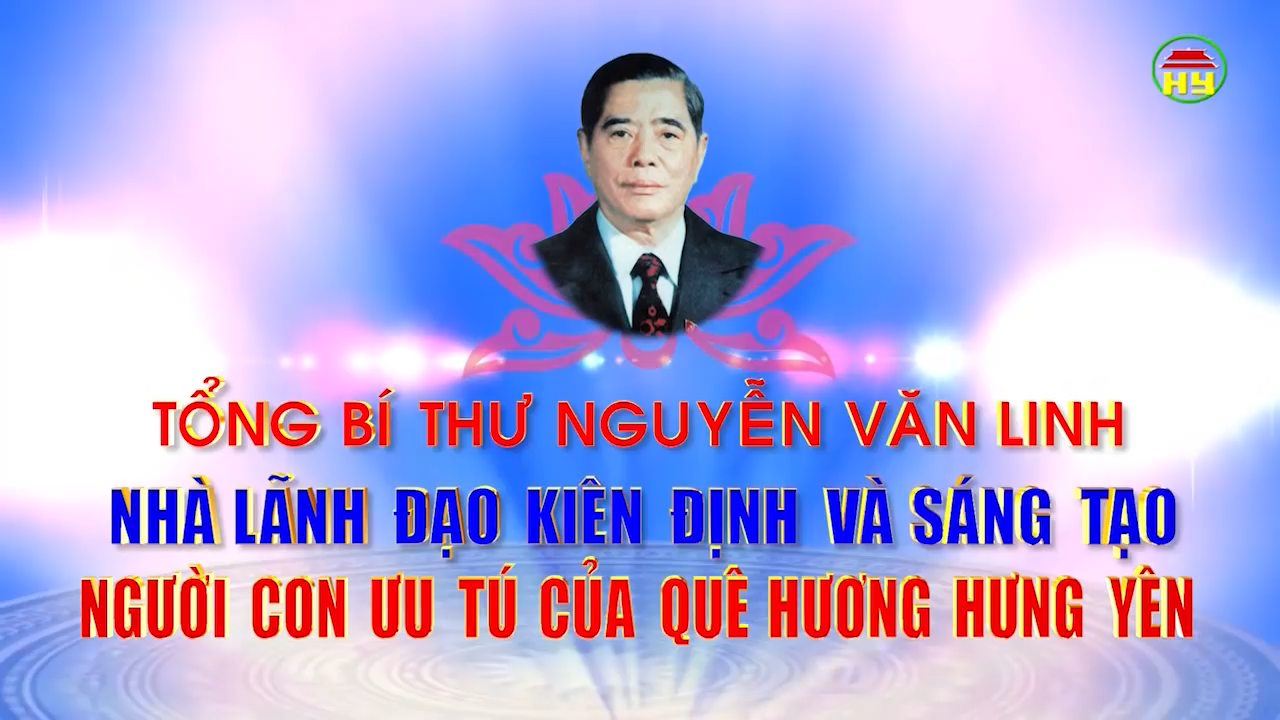 HY
TỔNG BÍ THƯ NGUYỄN VĂN LINH
NHÀ LÃNH ĐẠO KIÊN ĐỊNH VÀ SÁNG TẠO
NGƯỜI CON ƯU TÚ CỦA QUÊ HƯƠNG HƯNG YÊN